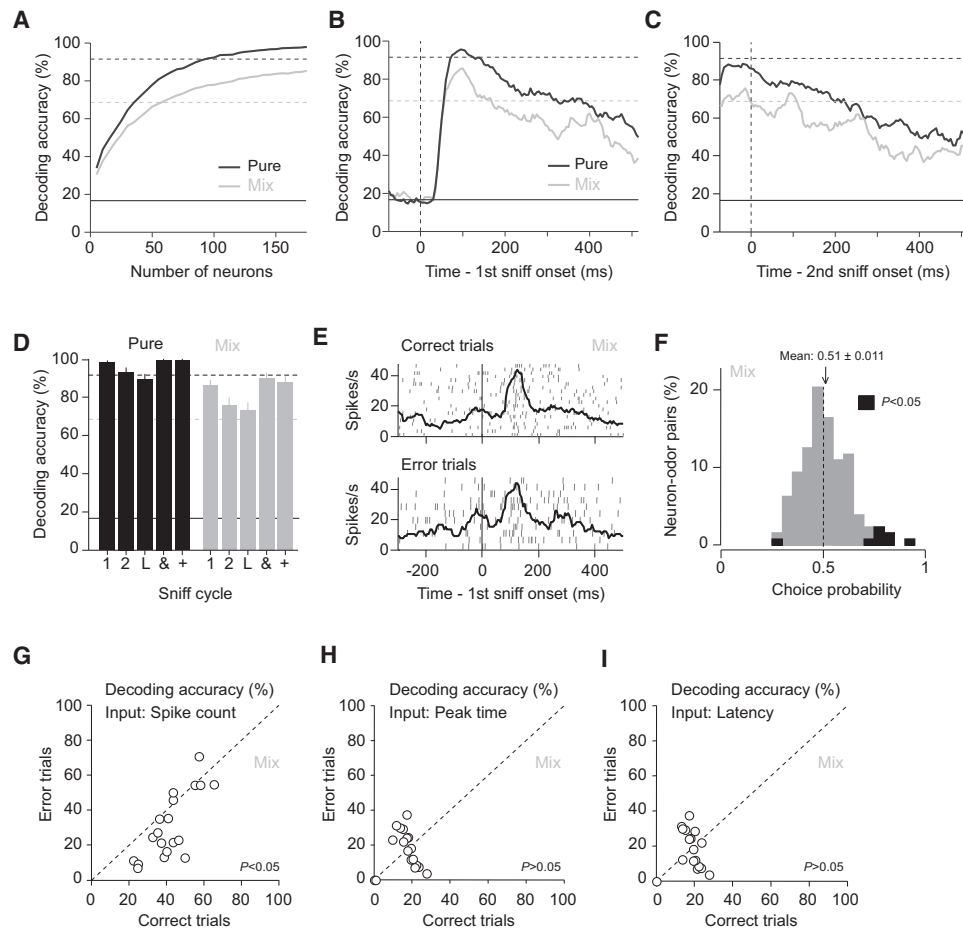 A
Decoding accuracy (%)
100
80
60
40
20
0
Pure
Mix
0 50 100 150
Number of neurons
B
Decoding accuracy (%)
100
80
60
40
20
0
Pure
Mix
0 200 400
Time - 1st sniff onset (ms)
C
Decoding accuracy (%)
100
80
60
40
20
0
0 200 400
Time - 2nd sniff onset (ms)
D
Pure Mix
Decoding accuracy (%)
100
80
60
40
20
0
1 2 L & + 1 2 L & +
Sniff cycle
E
Correct trials Mix
Spikes/s
40
20
0
Error trials
Spikes/s
40
20
0
-200 0 200 400
Time - 1st sniff onset (ms)
F
Mean: 0.51 ± 0.011
Mix
P<0.05
Neuron-odor pairs (%)
20
10
0
0 0.5 1
Choice probability
G
Decoding accuracy (%)
Input: Spike count
Mix
Error trials
100
80
60
40
20
0
P<0.05
0 20 40 60 80 100
Correct trials
H
Decoding accuracy (%)
Input: Peak time
Mix
Error trials
100
80
60
40
20
0
P>0.05
0 20 40 60 80 100
Correct trials
I
Decoding accuracy (%)
Input: Latency
Mix
Error trials
100
80
60
40
20
0
P>0.05
0 20 40 60 80 100
Correct trials